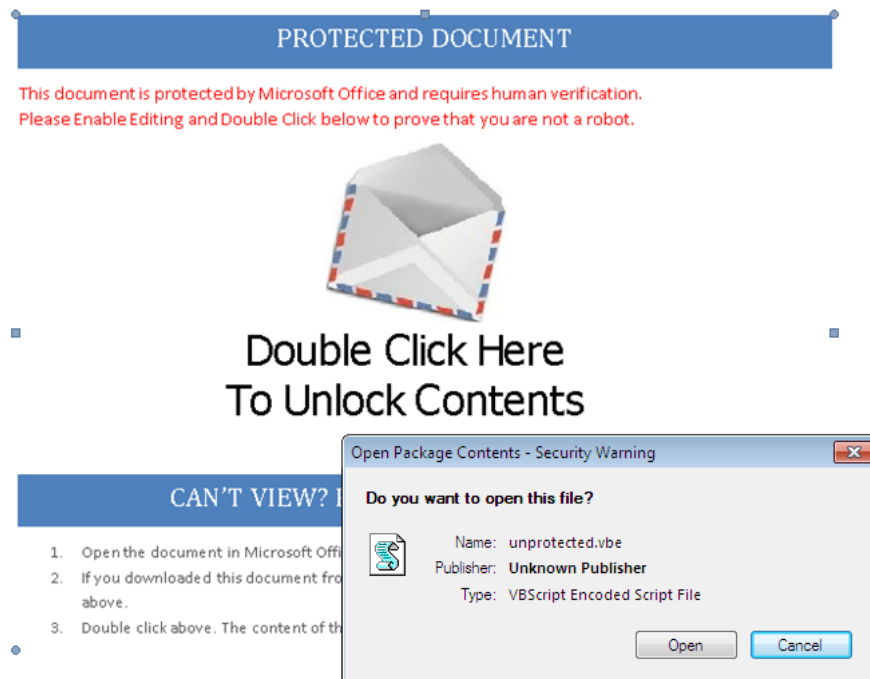 PROTECTED DOCUMENT
This document is protected by Microsoft Office and requires human verification.
Please Enable Editing and Double Click below to prove that you are not a robot.
Double Click Here
To Unlock Contents
CAN'T VIEW?
1. Open the document in Microsoft
2. If you downloaded this document
above.
3. Double click above. The content of
Open Package Contents - Security Warning
Do you want to open this file?
Name: unprotected.vbe
Publisher: Unknown Publisher
Type: VBScript Encoded Script File
Open Cancel